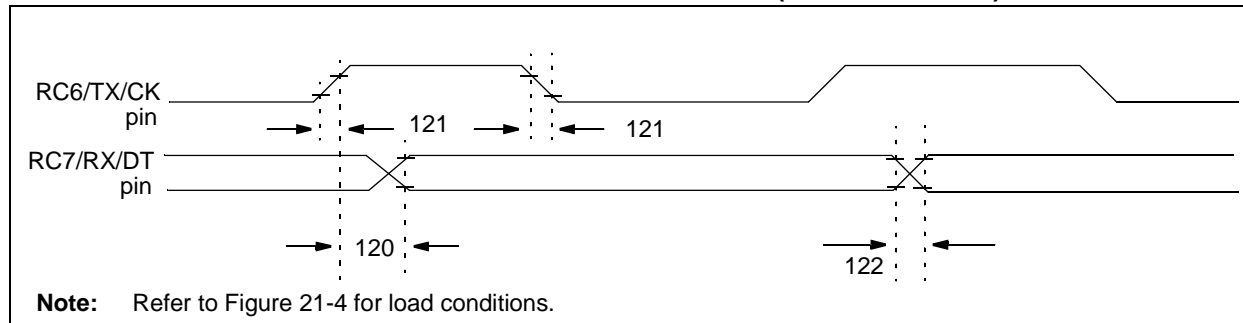 RC6/TX/CK
pin
121
121
RC7/RX/DT
pin
120
122
Note: Refer to Figure 21-4 for load conditions.